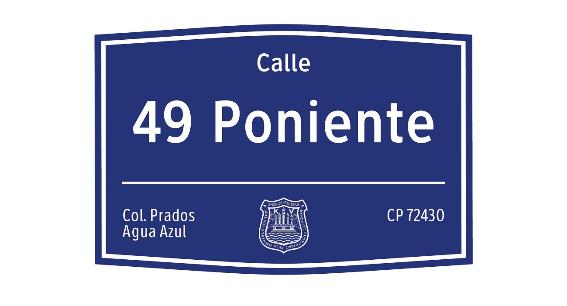 Calle
49 Poniente
Col. Prados
Agua Azul
CP 72430